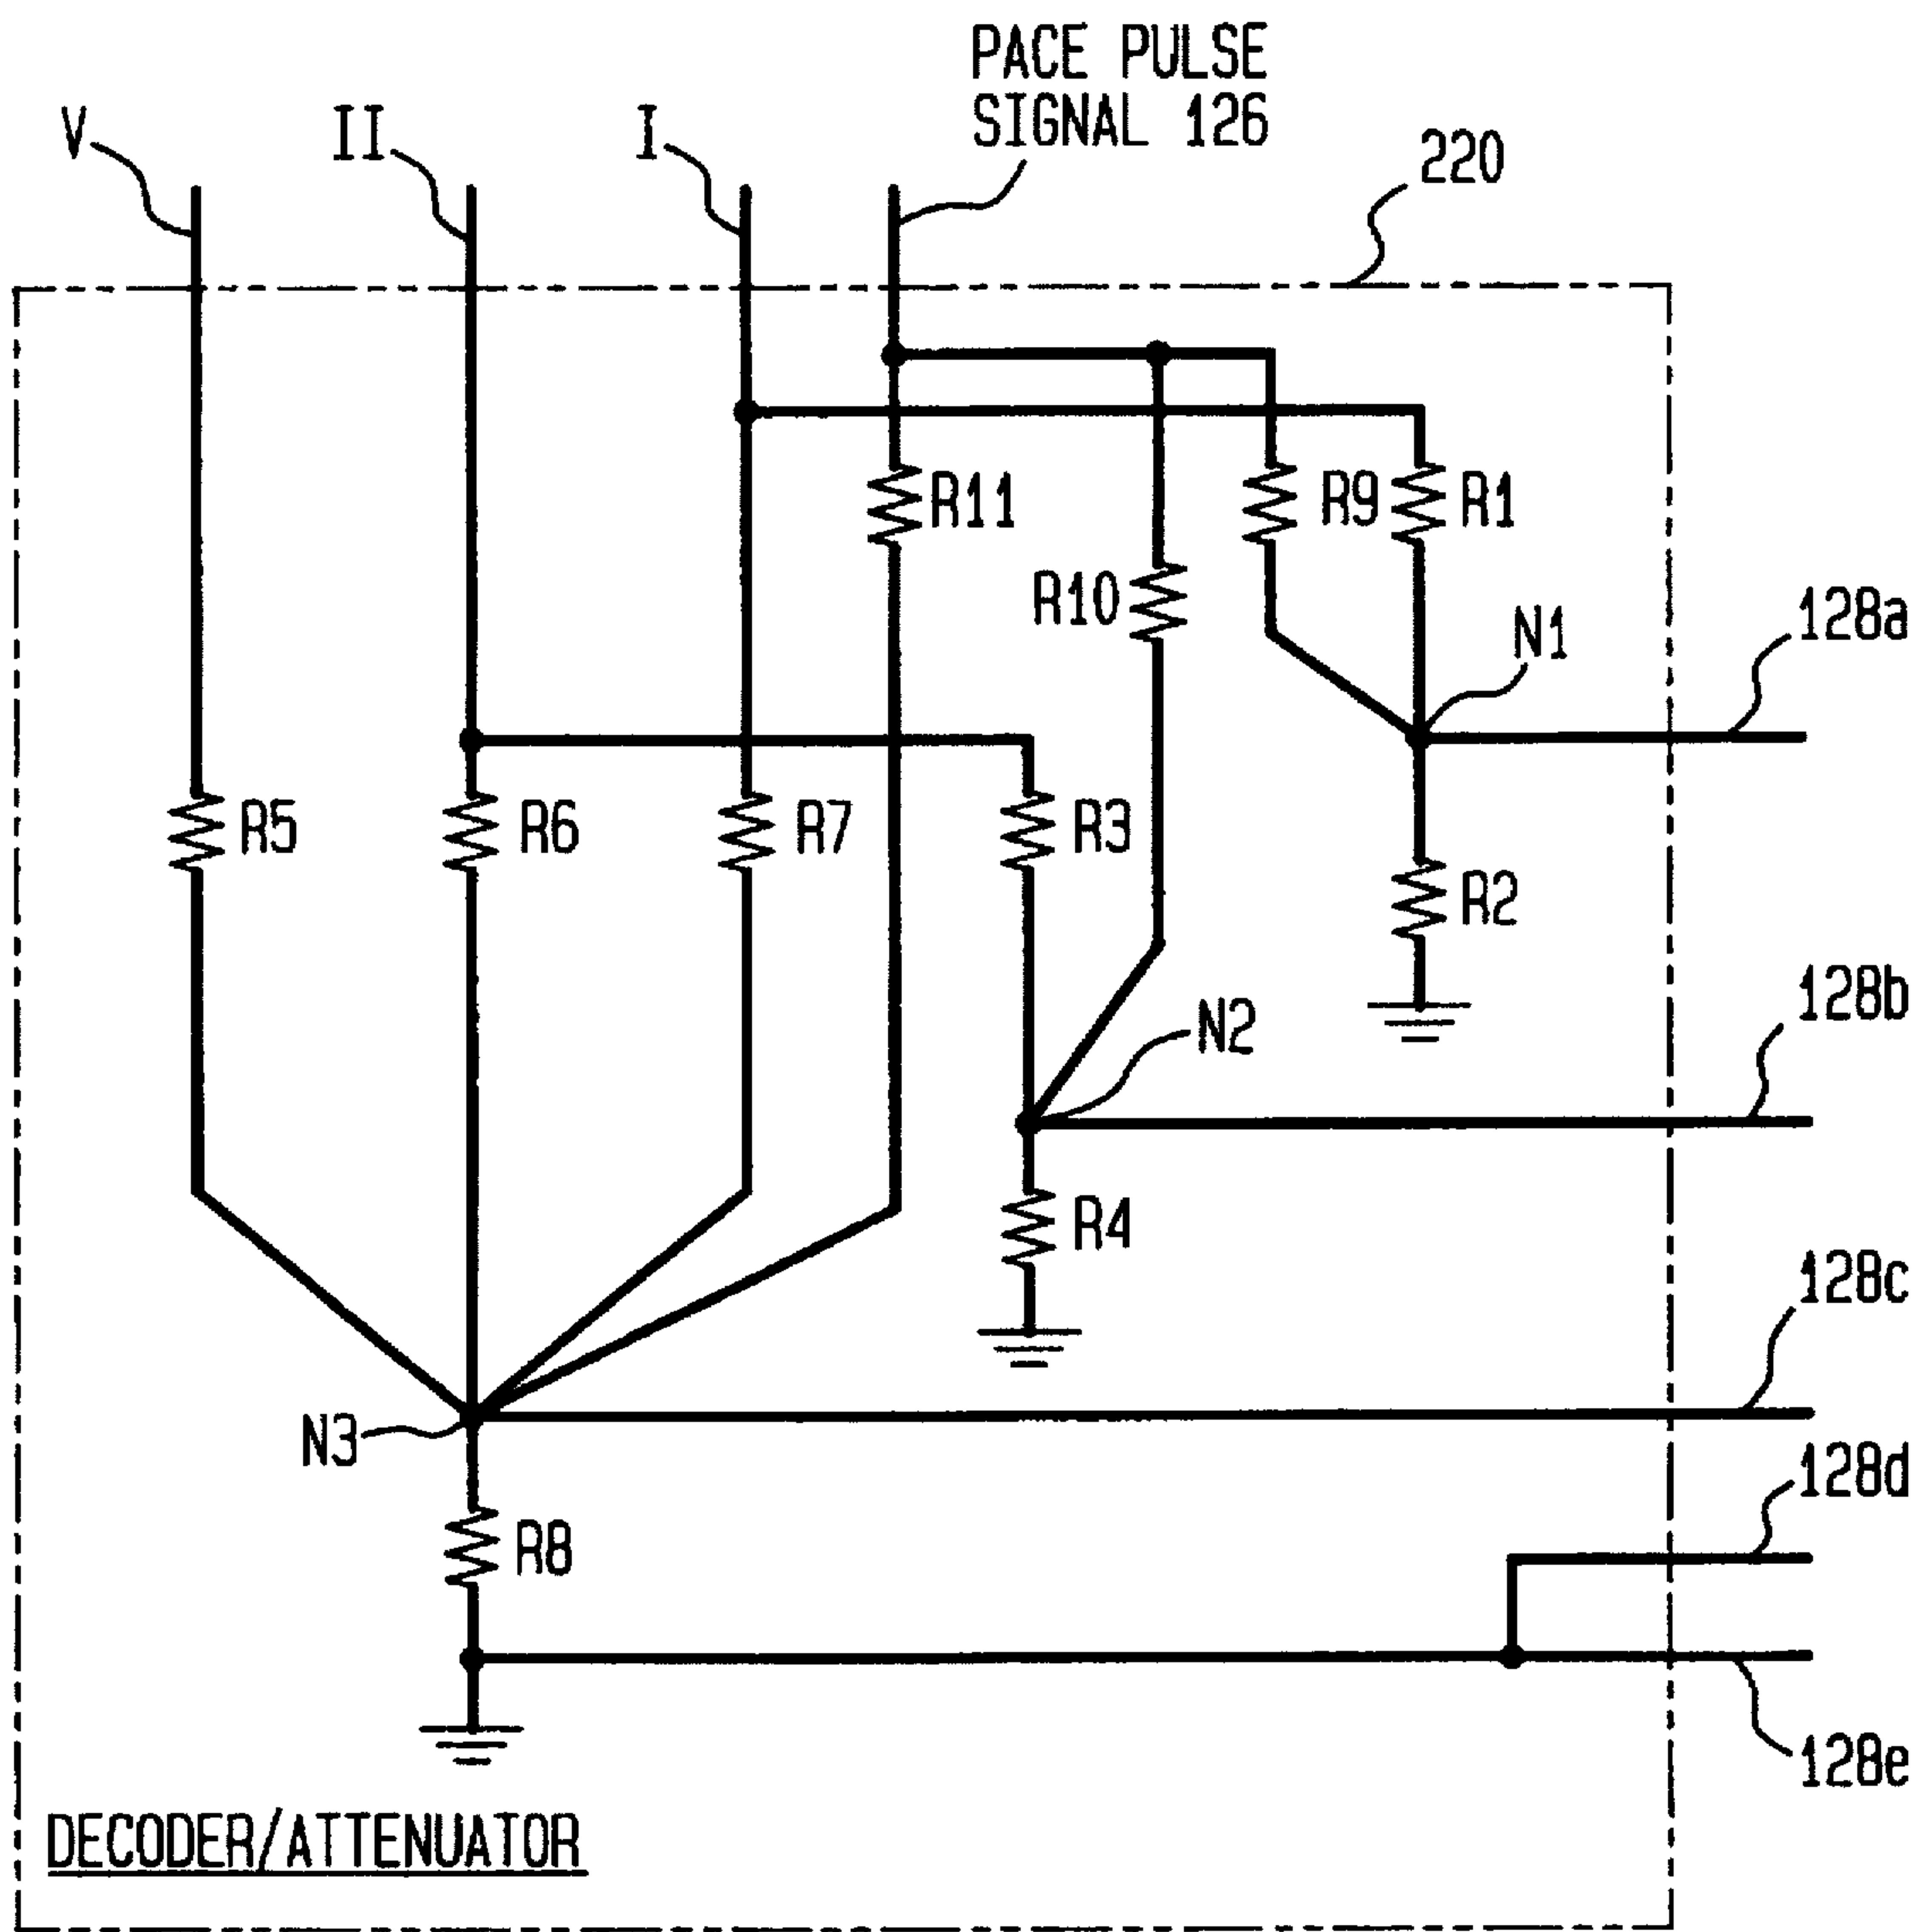 PACE PULSE
SIGNAL 126
V
II
I
220
R11
R9
R1
R10
N1
128a
R5
R6
R7
R3
R2
128b
N2
R4
128c
N3
128d
R8
128e
DECODER/ATTENUATOR